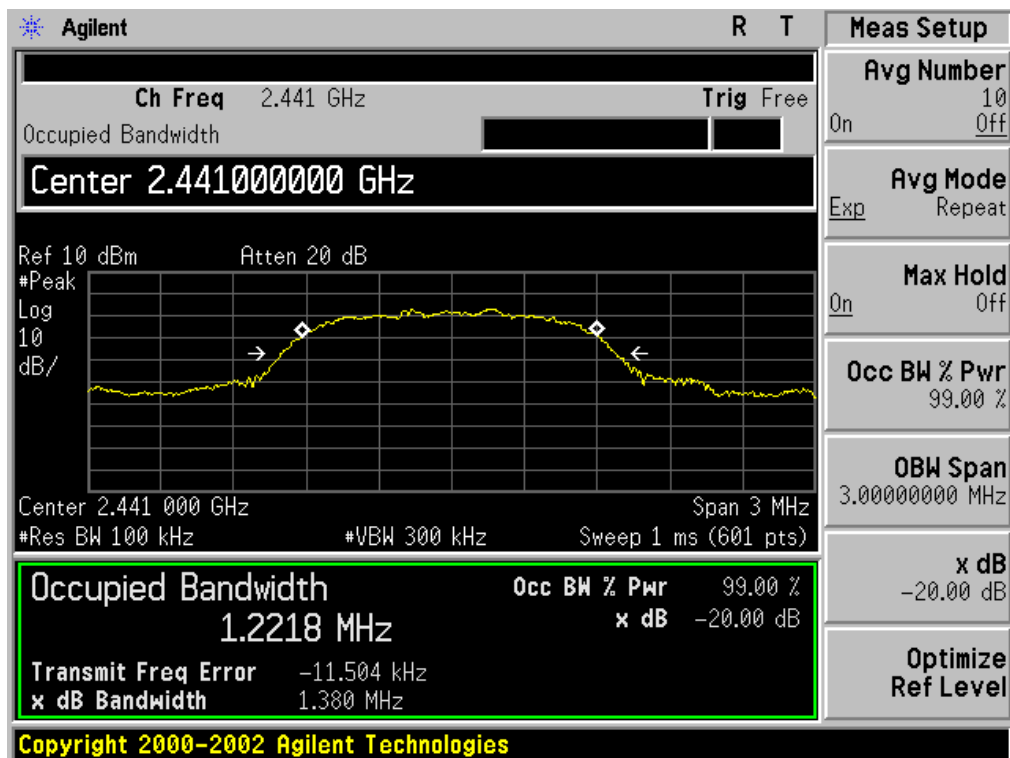 Agilent R T
Ch Freq 2.441 GHz Trig Free
Occupied Bandwidth
Center 2.441000000 GHz
Ref 10 dBm Atten 20 dB
#Peak
Log
10
dB/
Center 2.441 000 GHz Span 3 MHz
#Res BW 100 kHz #VBW 300 kHz Sweep 1 ms (601 pts)
Occupied Bandwidth
1.2218 MHz
Occ BW % Pwr 99.00 %
x dB -20.00 dB
Transmit Freq Error -11.504 kHz
x dB Bandwidth 1.380 MHz
Copyright 2000-2002 Agilent Technologies
Meas Setup
Avg Number
10
On Off
Avg Mode
Exp Repeat
Max Hold
On Off
Occ BW % Pwr
99.00 %
OBW Span
3.00000000 MHz
x dB
-20.00 dB
Optimize
Ref Level